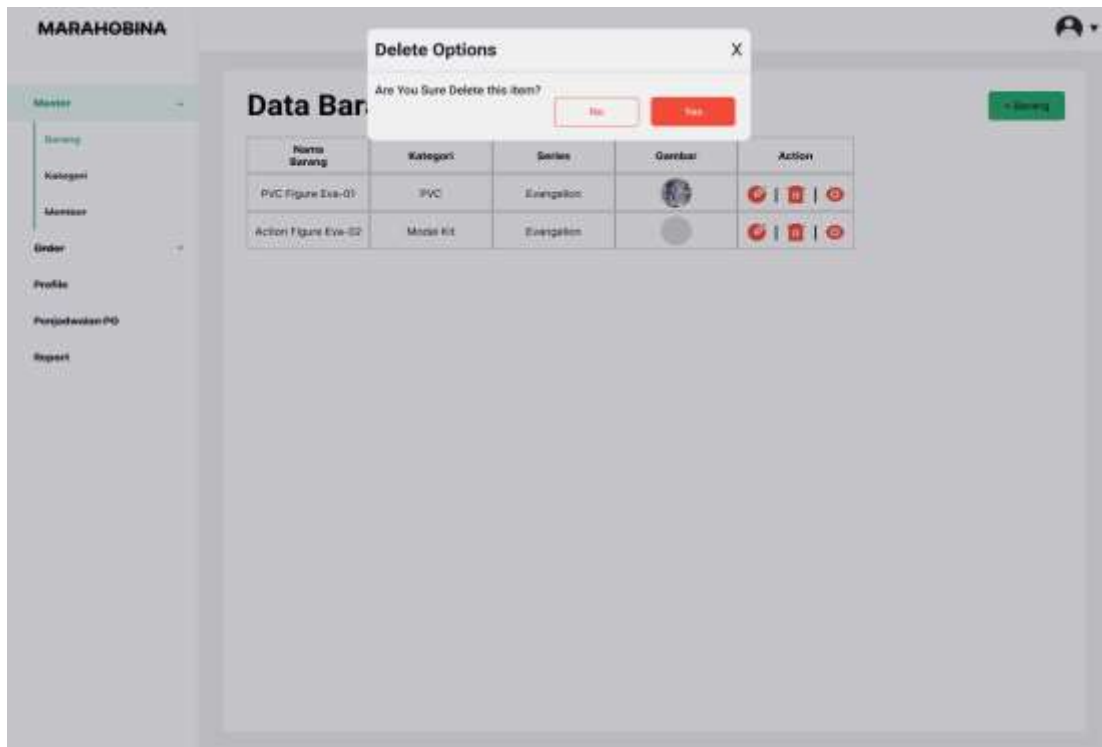 MARAHOBINA
Delete Options X
Are You Sure Delete this item?
No Yes
Master
Barang
Kategori
Member
Order
Profile
Penjadwalan PO
Report
Data Bar
+ Barang
Nama Barang Kategori Series Gambar Action
PVC Figure Eva-01 PVC Evangelion
Action Figure Eva-02 Model Kit Evangelion